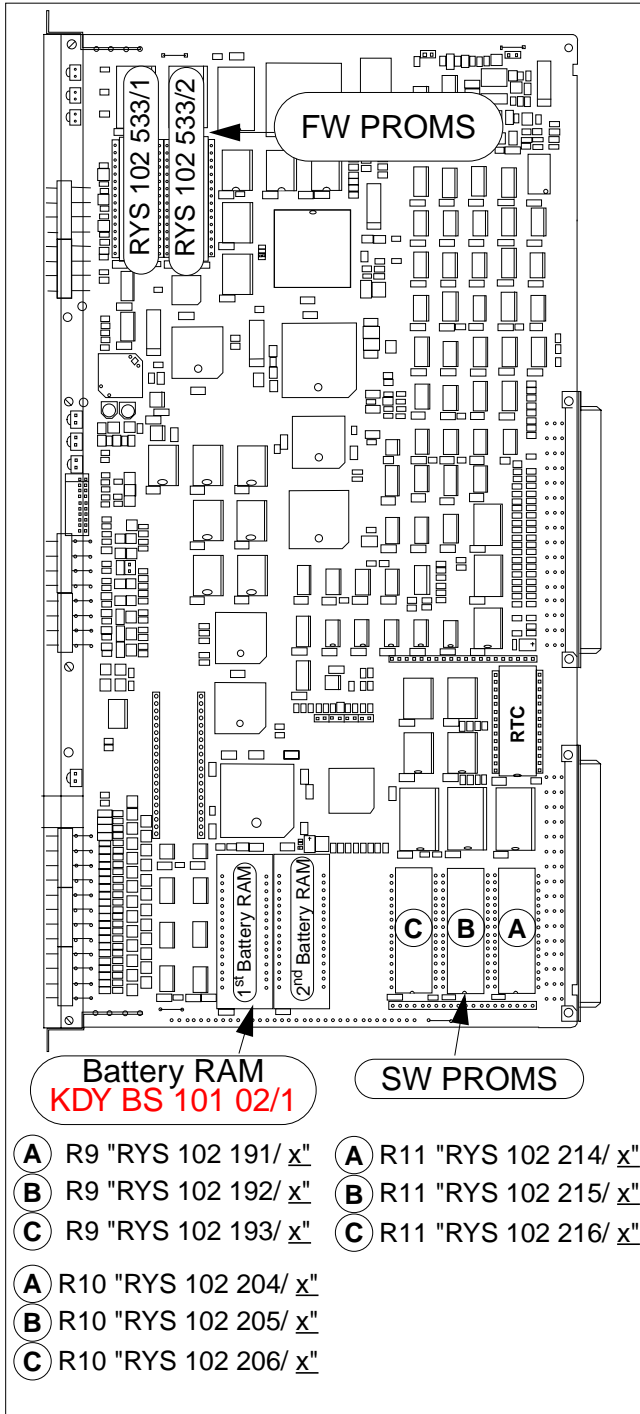 RYS 102 533/1
RYS 102 533/2
FW PROMS
RTC
1st Battery RAM
2nd Battery RAM
C
B
A
Battery RAM
KDY BS 101 02/1
SW PROMS
A R9 "RYS 102 191/ x"
B R9 "RYS 102 192/ x"
C R9 "RYS 102 193/ x"
A R11 "RYS 102 214/ x"
B R11 "RYS 102 215/ x"
C R11 "RYS 102 216/ x"
A R10 "RYS 102 204/ x"
B R10 "RYS 102 205/ x"
C R10 "RYS 102 206/ x"